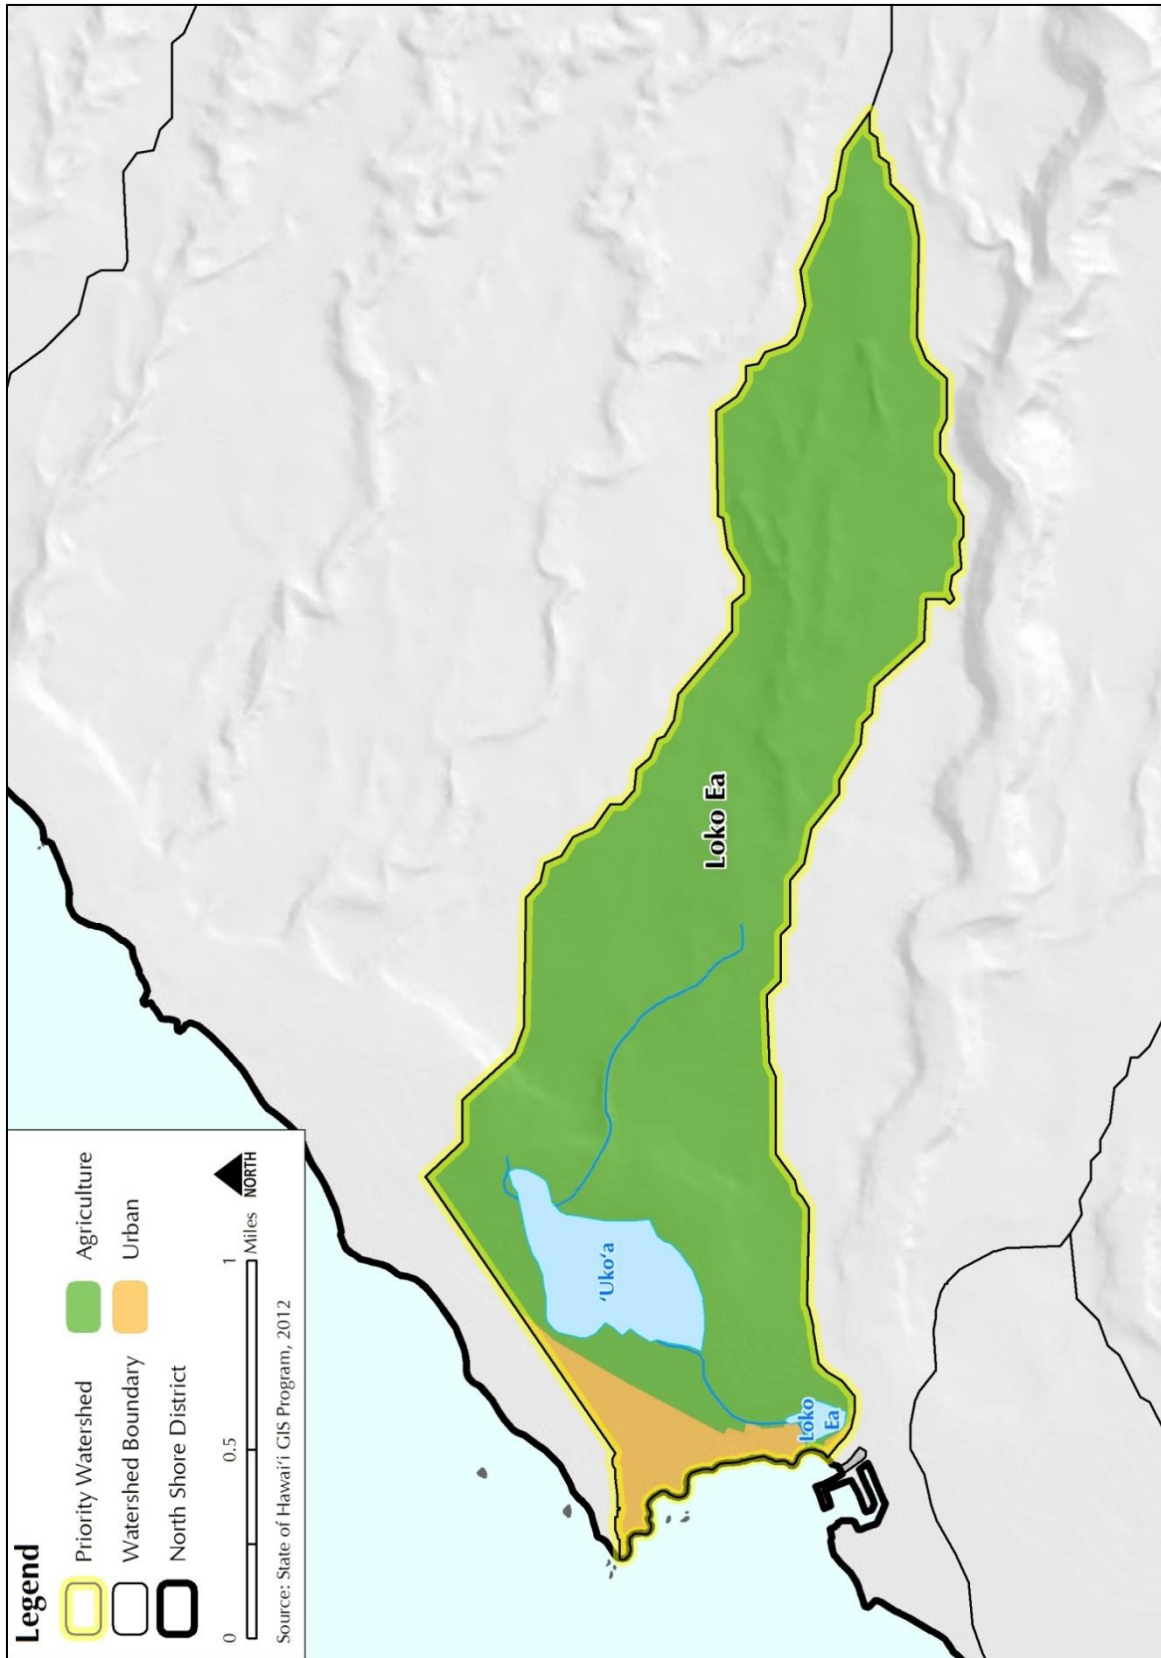 Legend
Priority Watershed
Watershed Boundary
North Shore District
Agriculture
Urban
0 0.5 1 Miles
NORTH
Source: State of Hawai‘i GIS Program, 2012
‘Uko‘a
Loko
Ea
Loko Ea